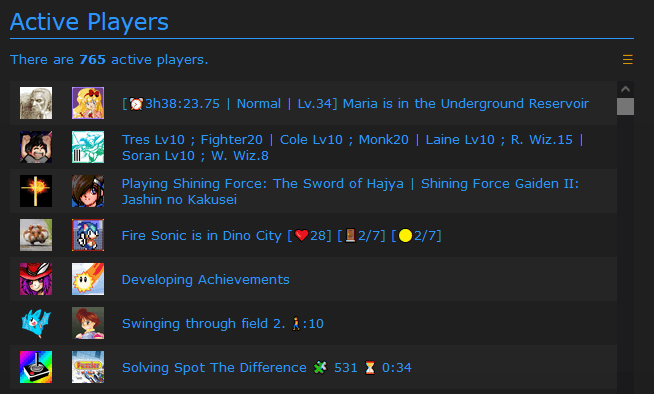 Active Players
There are 765 active players.
[⏰3h38:23.75 | Normal | Lv.34] Maria is in the Underground Reservoir
Tres Lv10 ; Fighter20 | Cole Lv10 ; Monk20 | Laine Lv10 ; R. Wiz.15 |
Soran Lv10 ; W. Wiz.8
Playing Shining Force: The Sword of Hajya | Shining Force Gaiden II:
Jashin no Kakusei
Fire Sonic is in Dino City [❤️28] [🚪2/7] [🟡2/7]
Developing Achievements
Swinging through field 2. 🚶:10
Solving Spot The Difference 🧩 531 ⏳ 0:34